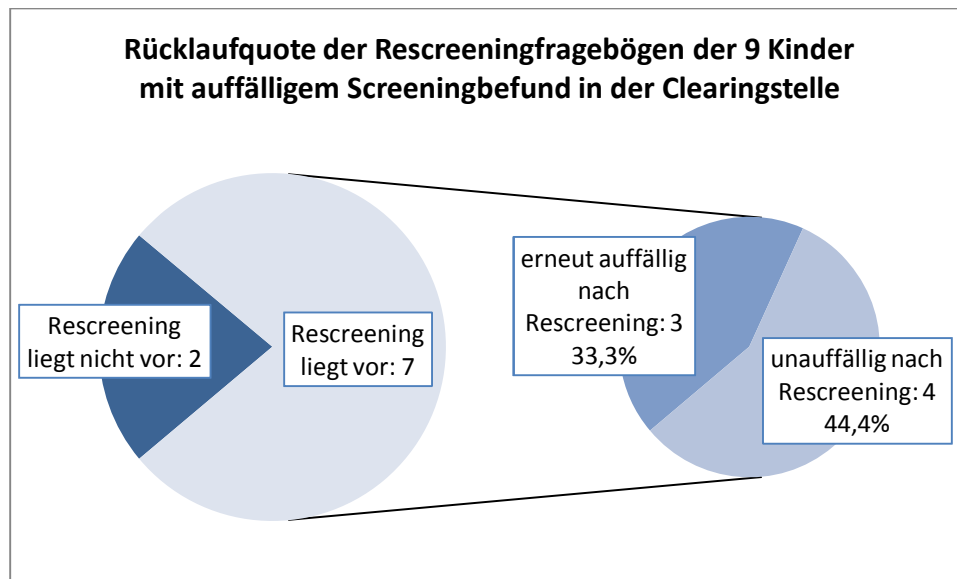 Rücklaufquote der Rescreeningfragebögen der 9 Kinder
mit auffälligem Screeningbefund in der Clearingstelle
Rescreening
liegt nicht vor: 2
Rescreening
liegt vor: 7
erneut auffällig
nach
Rescreening: 3
33,3%
unauffällig nach
Rescreening: 4
44,4%